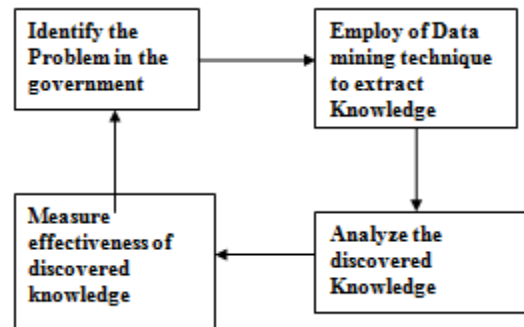 Identify the
Problem in the
government
Employ of Data
mining technique
to extract
Knowledge
Measure
effectiveness of
discovered
knowledge
Analyze the
discovered
Knowledge